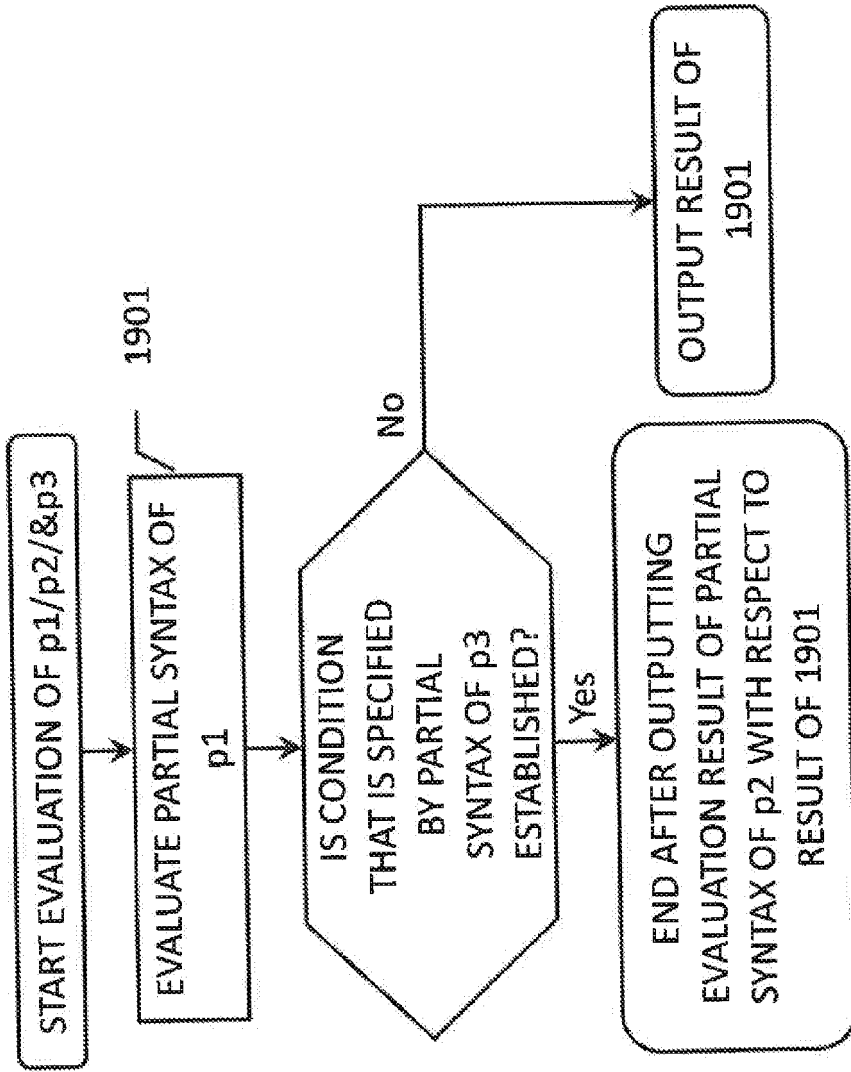 START EVALUATION OF p1/p2/&p3
1901
EVALUATE PARTIAL SYNTAX OF
p1
IS CONDITION
THAT IS SPECIFIED
BY PARTIAL
SYNTAX OF p3
ESTABLISHED?
No
Yes
END AFTER OUTPUTTING
EVALUATION RESULT OF PARTIAL
SYNTAX OF p2 WITH RESPECT TO
RESULT OF 1901
OUTPUT RESULT OF
1901